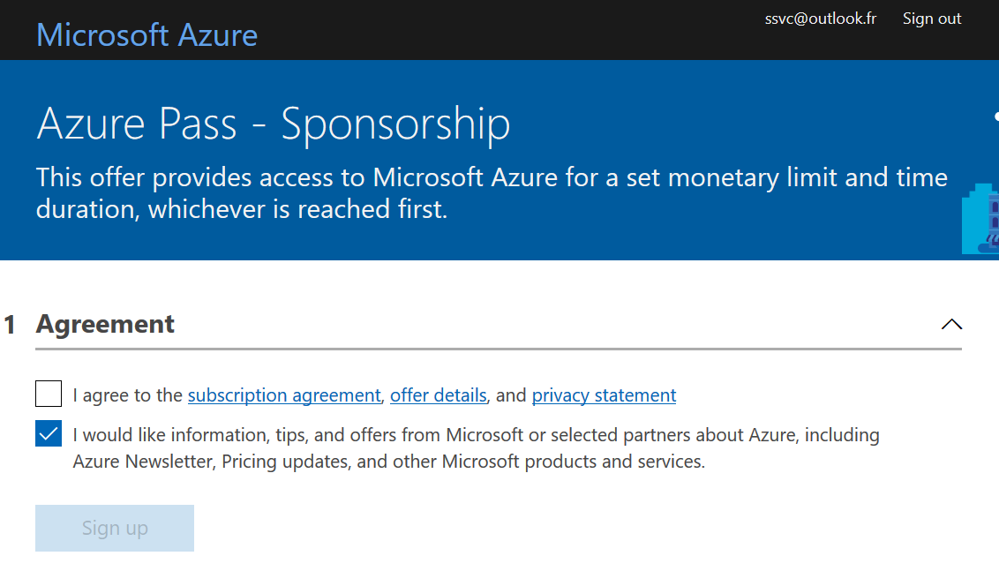 Microsoft Azure
ssvc@outlook.fr Sign out
Azure Pass - Sponsorship
This offer provides access to Microsoft Azure for a set monetary limit and time
duration, whichever is reached first.
1 Agreement
I agree to the subscription agreement, offer details, and privacy statement
I would like information, tips, and offers from Microsoft or selected partners about Azure, including
Azure Newsletter, Pricing updates, and other Microsoft products and services.
Sign up